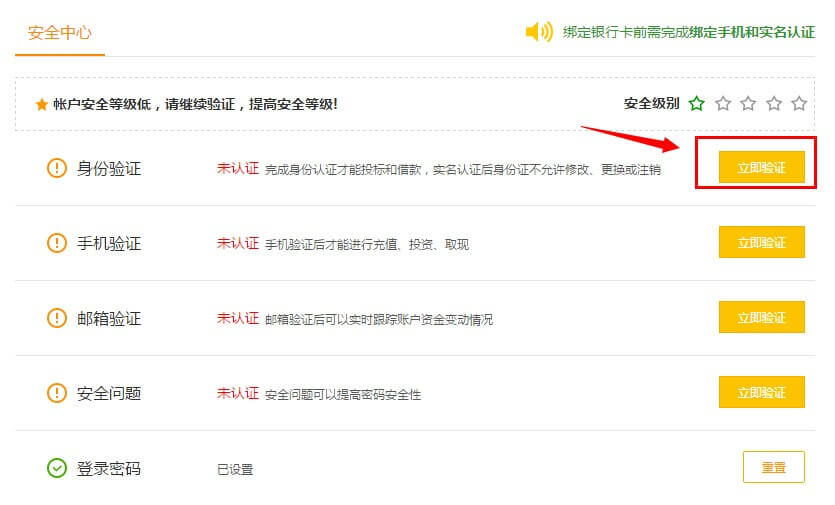 安全中心
绑定银行卡前需完成绑定手机和实名认证
帐户安全等级低，请继续验证，提高安全等级!
安全级别
身份验证 未认证 完成身份认证才能投标和借款，实名认证后身份证不允许修改、更换或注销 立即验证
手机验证 未认证 手机验证后才能进行充值、投资、取现 立即验证
邮箱验证 未认证 邮箱验证后可以实时跟踪账户资金变动情况 立即验证
安全问题 未认证 安全问题可以提高密码安全性 立即验证
登录密码 已设置 重置